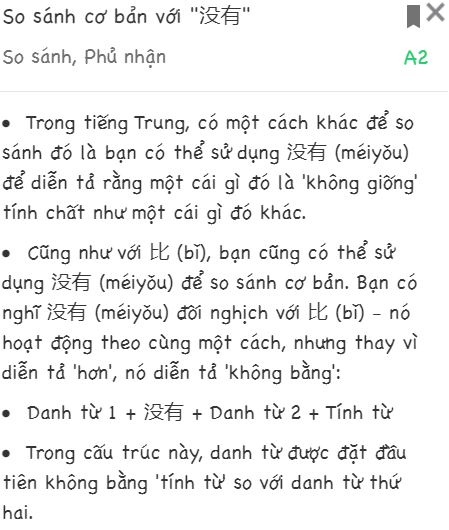 So sánh cơ bản với "没有"
So sánh, Phủ nhận
A2
• Trong tiếng Trung, có một cách khác để so
sánh đó là bạn có thể sử dụng 没有 (méiyǒu)
để diễn tả rằng một cái gì đó là 'không giống'
tính chất như một cái gì đó khác.
• Cũng như với 比 (bǐ), bạn cũng có thể sử
dụng 没有 (méiyǒu) để so sánh cơ bản. Bạn có
nghĩ 没有 (méiyǒu) đối nghịch với 比 (bǐ) – nó
hoạt động theo cùng một cách, nhưng thay vì
diễn tả 'hơn', nó diễn tả 'không bằng':
• Danh từ 1 + 没有 + Danh từ 2 + Tính từ
• Trong cấu trúc này, danh từ được đặt đầu
tiên không bằng 'tính từ' so với danh từ thứ
hai.